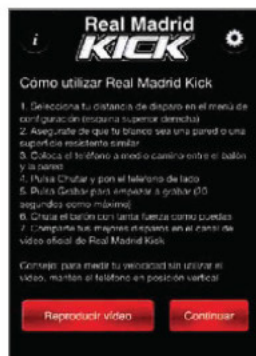 Real Madrid
KICK
i
Cómo utilizar Real Madrid Kick
1. Selecciona tu distancia de disparo en el menú de
configuración (esquina superior derecha)
2. Asegúrate de que tu blanco sea una pared o una
superficie resistente similar
3. Coloca el teléfono a medio camino entre el balón
y la pared
4. Pulsa Chutar y pon el teléfono de lado
5. Pulsa Grabar para empezar a grabar (20
segundos como máximo)
6. Chuta el balón con tanta fuerza como puedas
7. Comparte tus mejores disparos en el canal de
vídeo oficial de Real Madrid Kick
Consejo: para medir tu velocidad sin utilizar el
vídeo, mantén el teléfono en posición vertical
Reproducir vídeo
Continuar